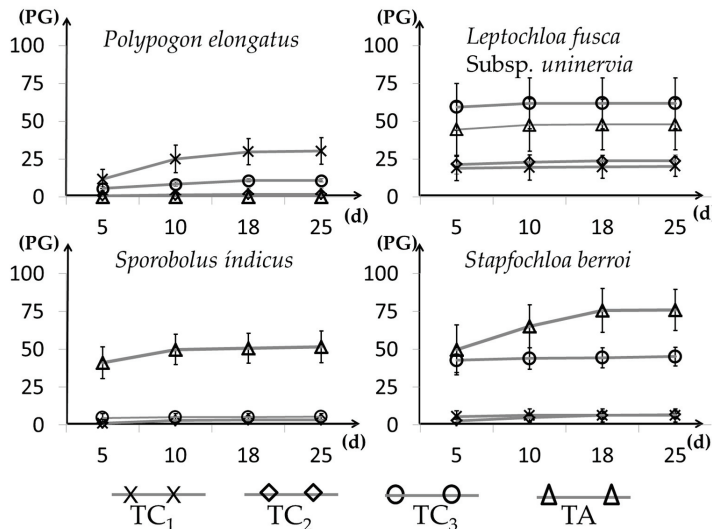 (PG) Polypogon elongatus
100
75
50
25
0
5 10 18 25 (d)
(PG) Leptochloa fusca
Subsp. uninervia
100
75
50
25
0
5 10 18 25 (d)
(PG) Sporobolus índicus
100
75
50
25
0
5 10 18 25 (d)
(PG) Stapfochloa berroi
100
75
50
25
0
5 10 18 25 (d)
TC1 TC2 TC3 TA